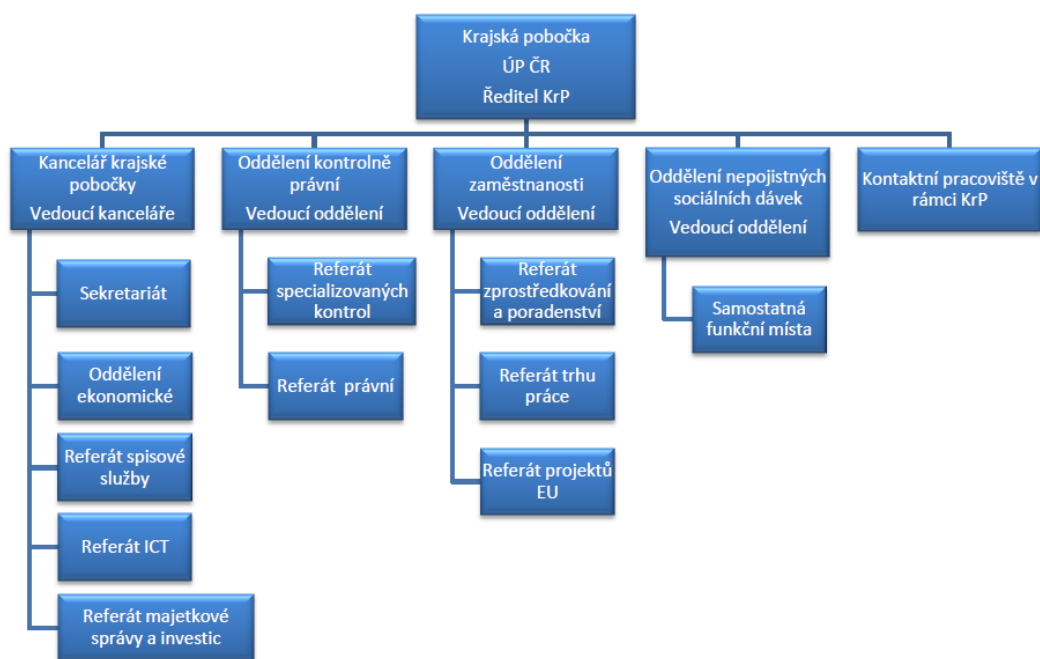 Krajská pobočka
ÚP ČR
Ředitel KrP
Kancelář krajské
pobočky
Vedoucí kanceláře
Oddělení kontrolně
právní
Vedoucí oddělení
Oddělení
zaměstnanosti
Vedoucí oddělení
Oddělení nepojistných
sociálních dávek
Vedoucí oddělení
Kontaktní pracoviště v
rámci KrP
Sekretariát
Oddělení
ekonomické
Referát spisové
služby
Referát ICT
Referát majetkové
správy a investic
Referát
specializovaných
kontrol
Referát právní
Referát
zprostředkování
a poradenství
Referát trhu
práce
Referát projektů
EU
Samostatná
funkční místa